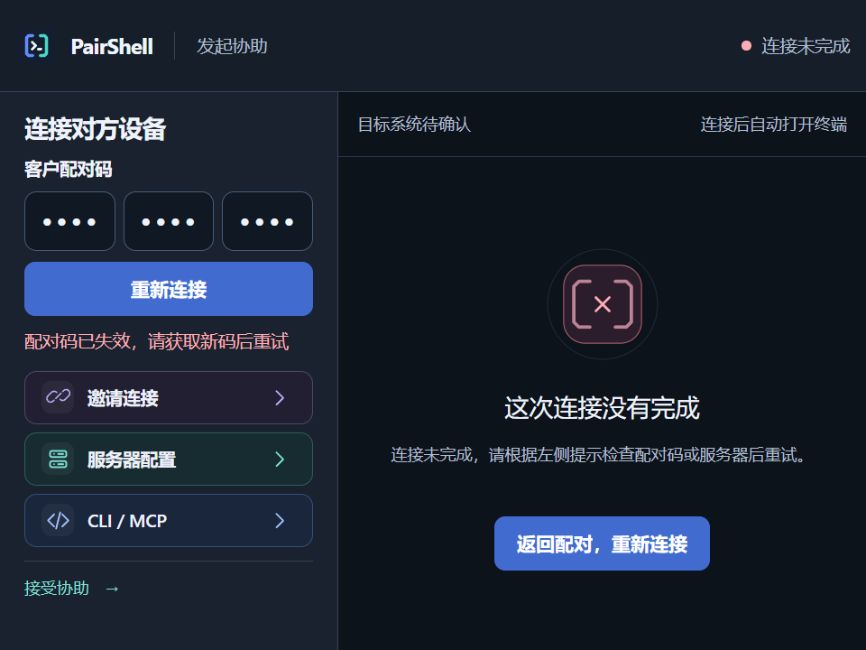 PairShell
发起协助
连接未完成
连接对方设备
客户配对码
•••• •••• ••••
重新连接
配对码已失效，请获取新码后重试
邀请连接
服务器配置
CLI / MCP
接受协助 →
目标系统待确认
连接后自动打开终端
这次连接没有完成
连接未完成，请根据左侧提示检查配对码或服务器后重试。
返回配对，重新连接